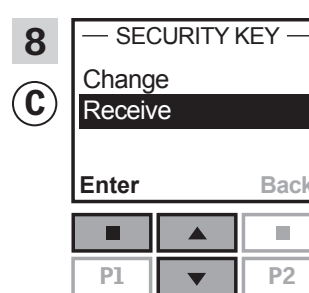 8
C
SECURITY KEY
Change
Receive
Enter Back
P1 P2